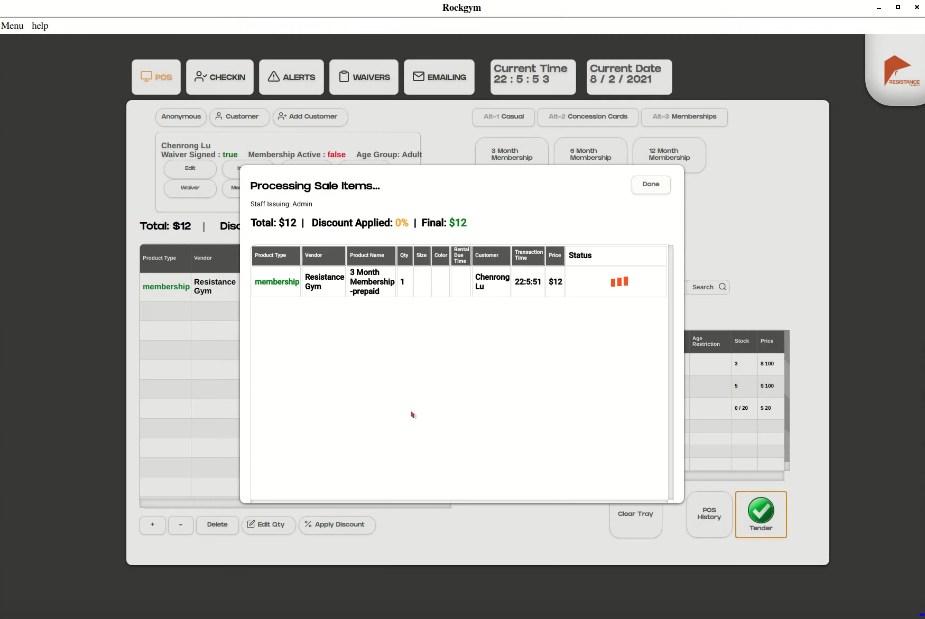 Rockgym
Menu help
POS
CHECKIN
ALERTS
WAIVERS
EMAILING
Current Time
22 : 5 : 5 3
Current Date
8 / 2 / 2021
RESISTANCE
Anonymous
Customer
Add Customer
Alt-1 Casual
Alt-2 Concession Cards
Alt-3 Memberships
Chenrong Lu
Waiver Signed : true Membership Active : false Age Group: Adult
Edit
Waiver
3 Month
Membership
6 Month
Membership
12 Month
Membership
Total: $12 |
Product Type Vendor
membership Resistance
Gym
Processing Sale Items...
Done
Staff Issuing: Admin
Total: $12 | Discount Applied: 0% | Final: $12
Product Type Vendor Product Name Qty Size Color Rental
Due
Time Customer Transaction
Time Price Status
membership Resistance
Gym 3 Month
Membership
-prepaid 1 Chenrong
Lu 22:5:51 $12
Search
Age
Restriction Stock Price
3 $ 100
5 $ 100
0 / 20 $ 20
+
-
Delete
Edit Qty
Apply Discount
Clear Tray
POS
History
Tender